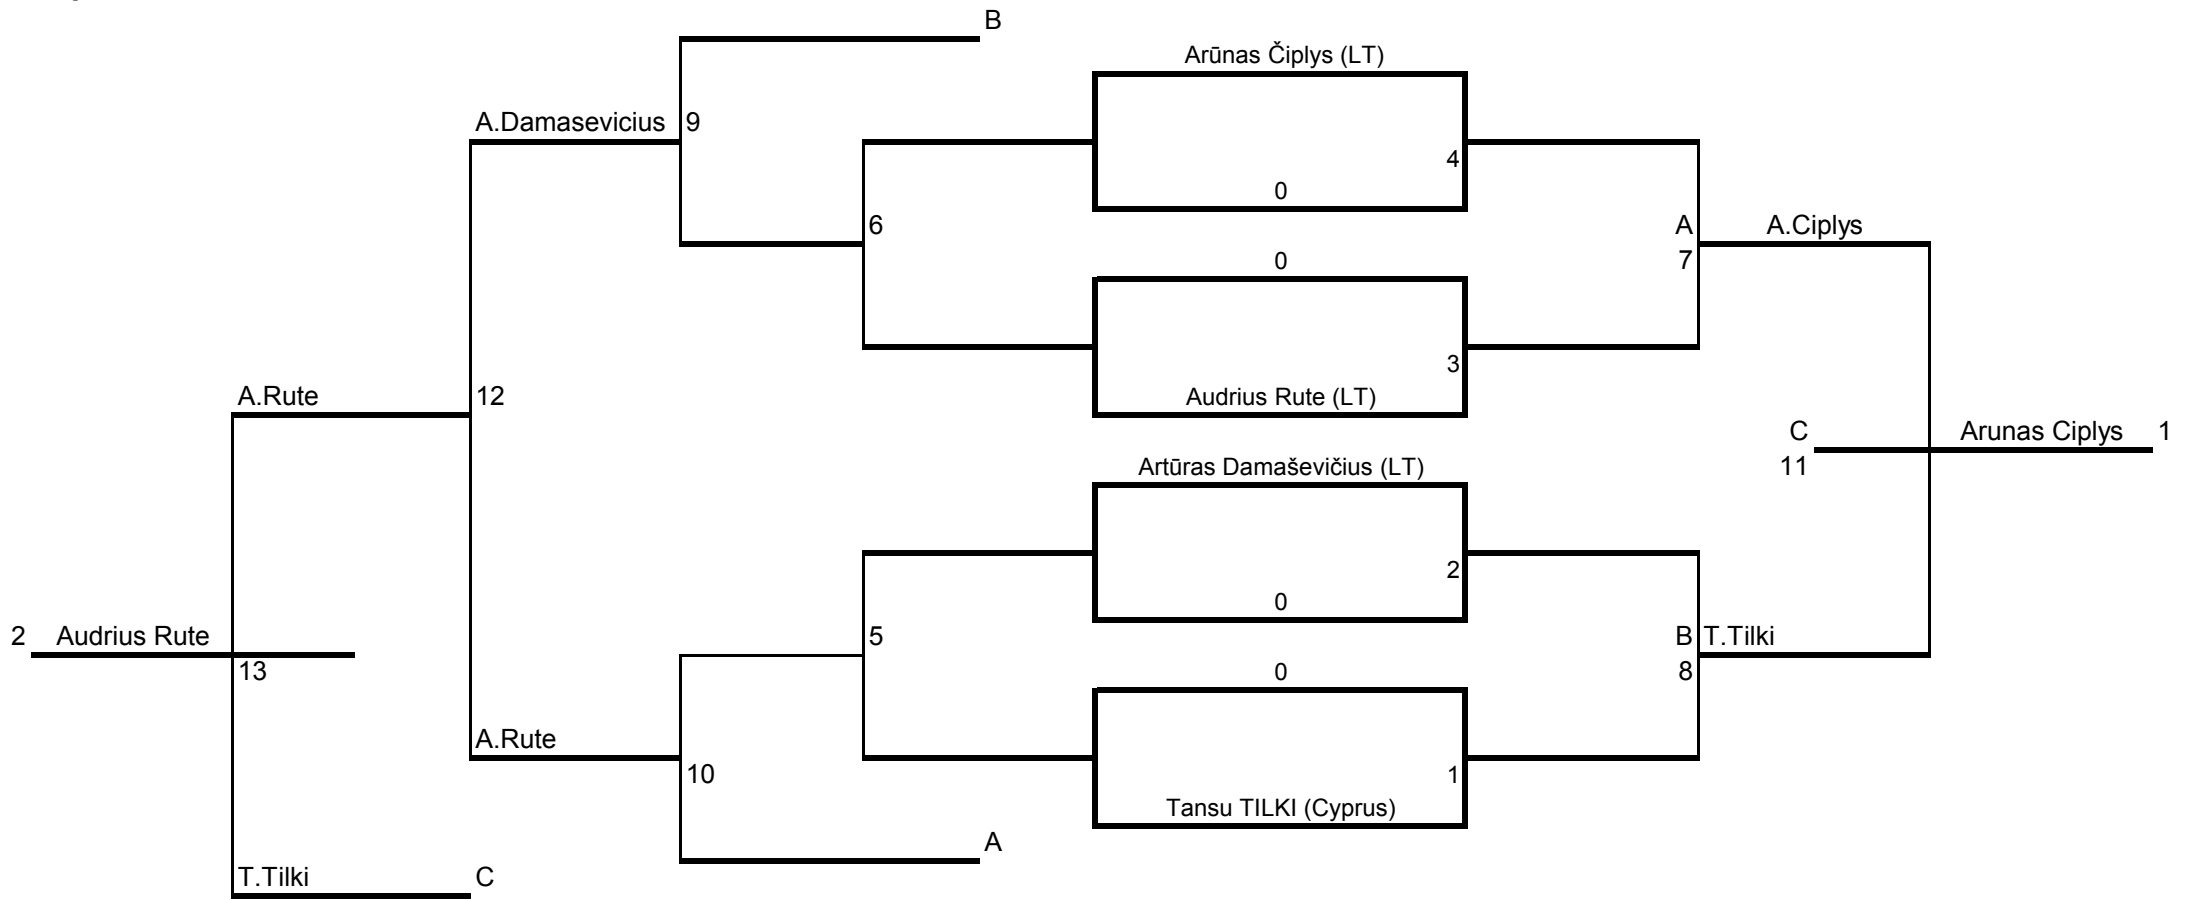 B
Arūnas Čiplys (LT)
A.Damasevicius 9
4
0
6
A A.Ciplys
7
0
3
A.Rute 12
Audrius Rute (LT)
C Arunas Ciplys 1
11
Artūras Damaševičius (LT)
2
0
2 Audrius Rute
5
B T.Tilki
13
0
8
A.Rute
10
1
Tansu TILKI (Cyprus)
A
T.Tilki C